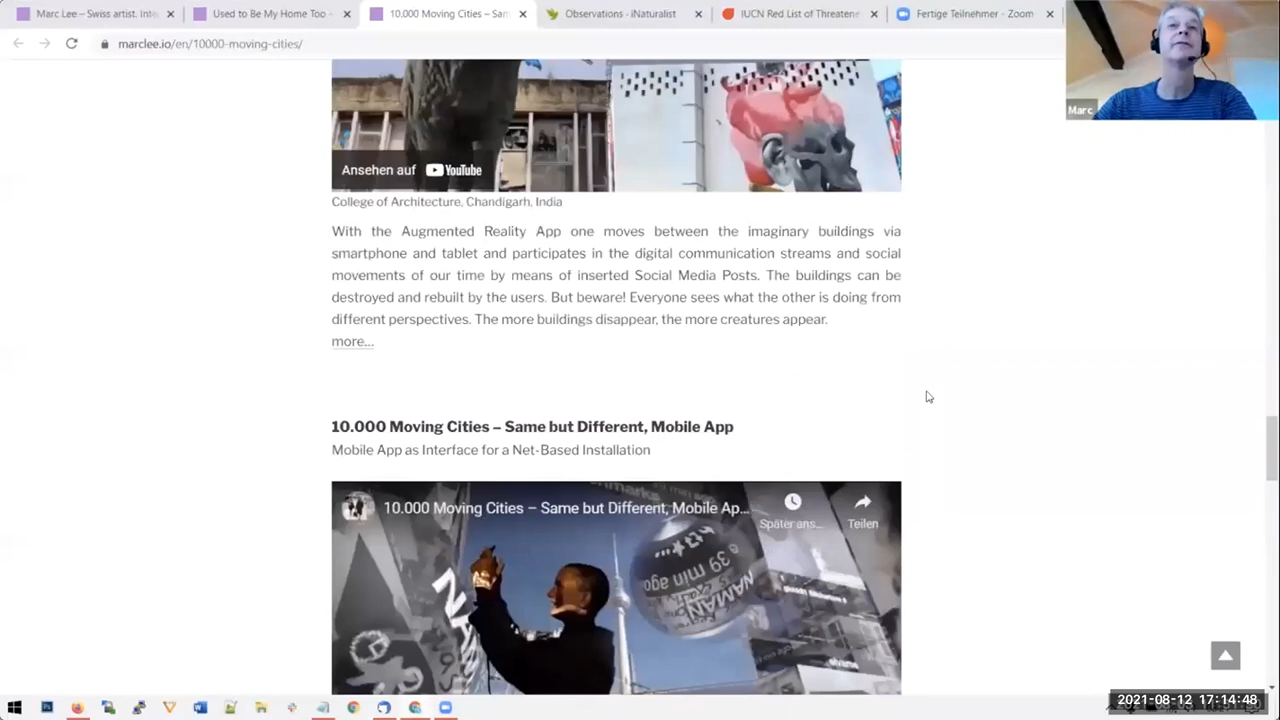 Marc Lee – Swiss artist. Inte
Used to Be My Home Too –
10.000 Moving Cities – Sam
Observations · iNaturalist
IUCN Red List of Threatene
Fertige Teilnehmer - Zoom
marclee.io/en/10000-moving-cities/
Marc
Ansehen auf YouTube
College of Architecture, Chandigarh, India
With the Augmented Reality App one moves between the imaginary buildings via
smartphone and tablet and participates in the digital communication streams and social
movements of our time by means of inserted Social Media Posts. The buildings can be
destroyed and rebuilt by the users. But beware! Everyone sees what the other is doing from
different perspectives. The more buildings disappear, the more creatures appear.
more...
10.000 Moving Cities – Same but Different, Mobile App
Mobile App as Interface for a Net-Based Installation
10.000 Moving Cities – Same but Different, Mobile Ap...
Später ans...
Teilen
39 min ago
NAMAN
2021-08-12 17:14:48